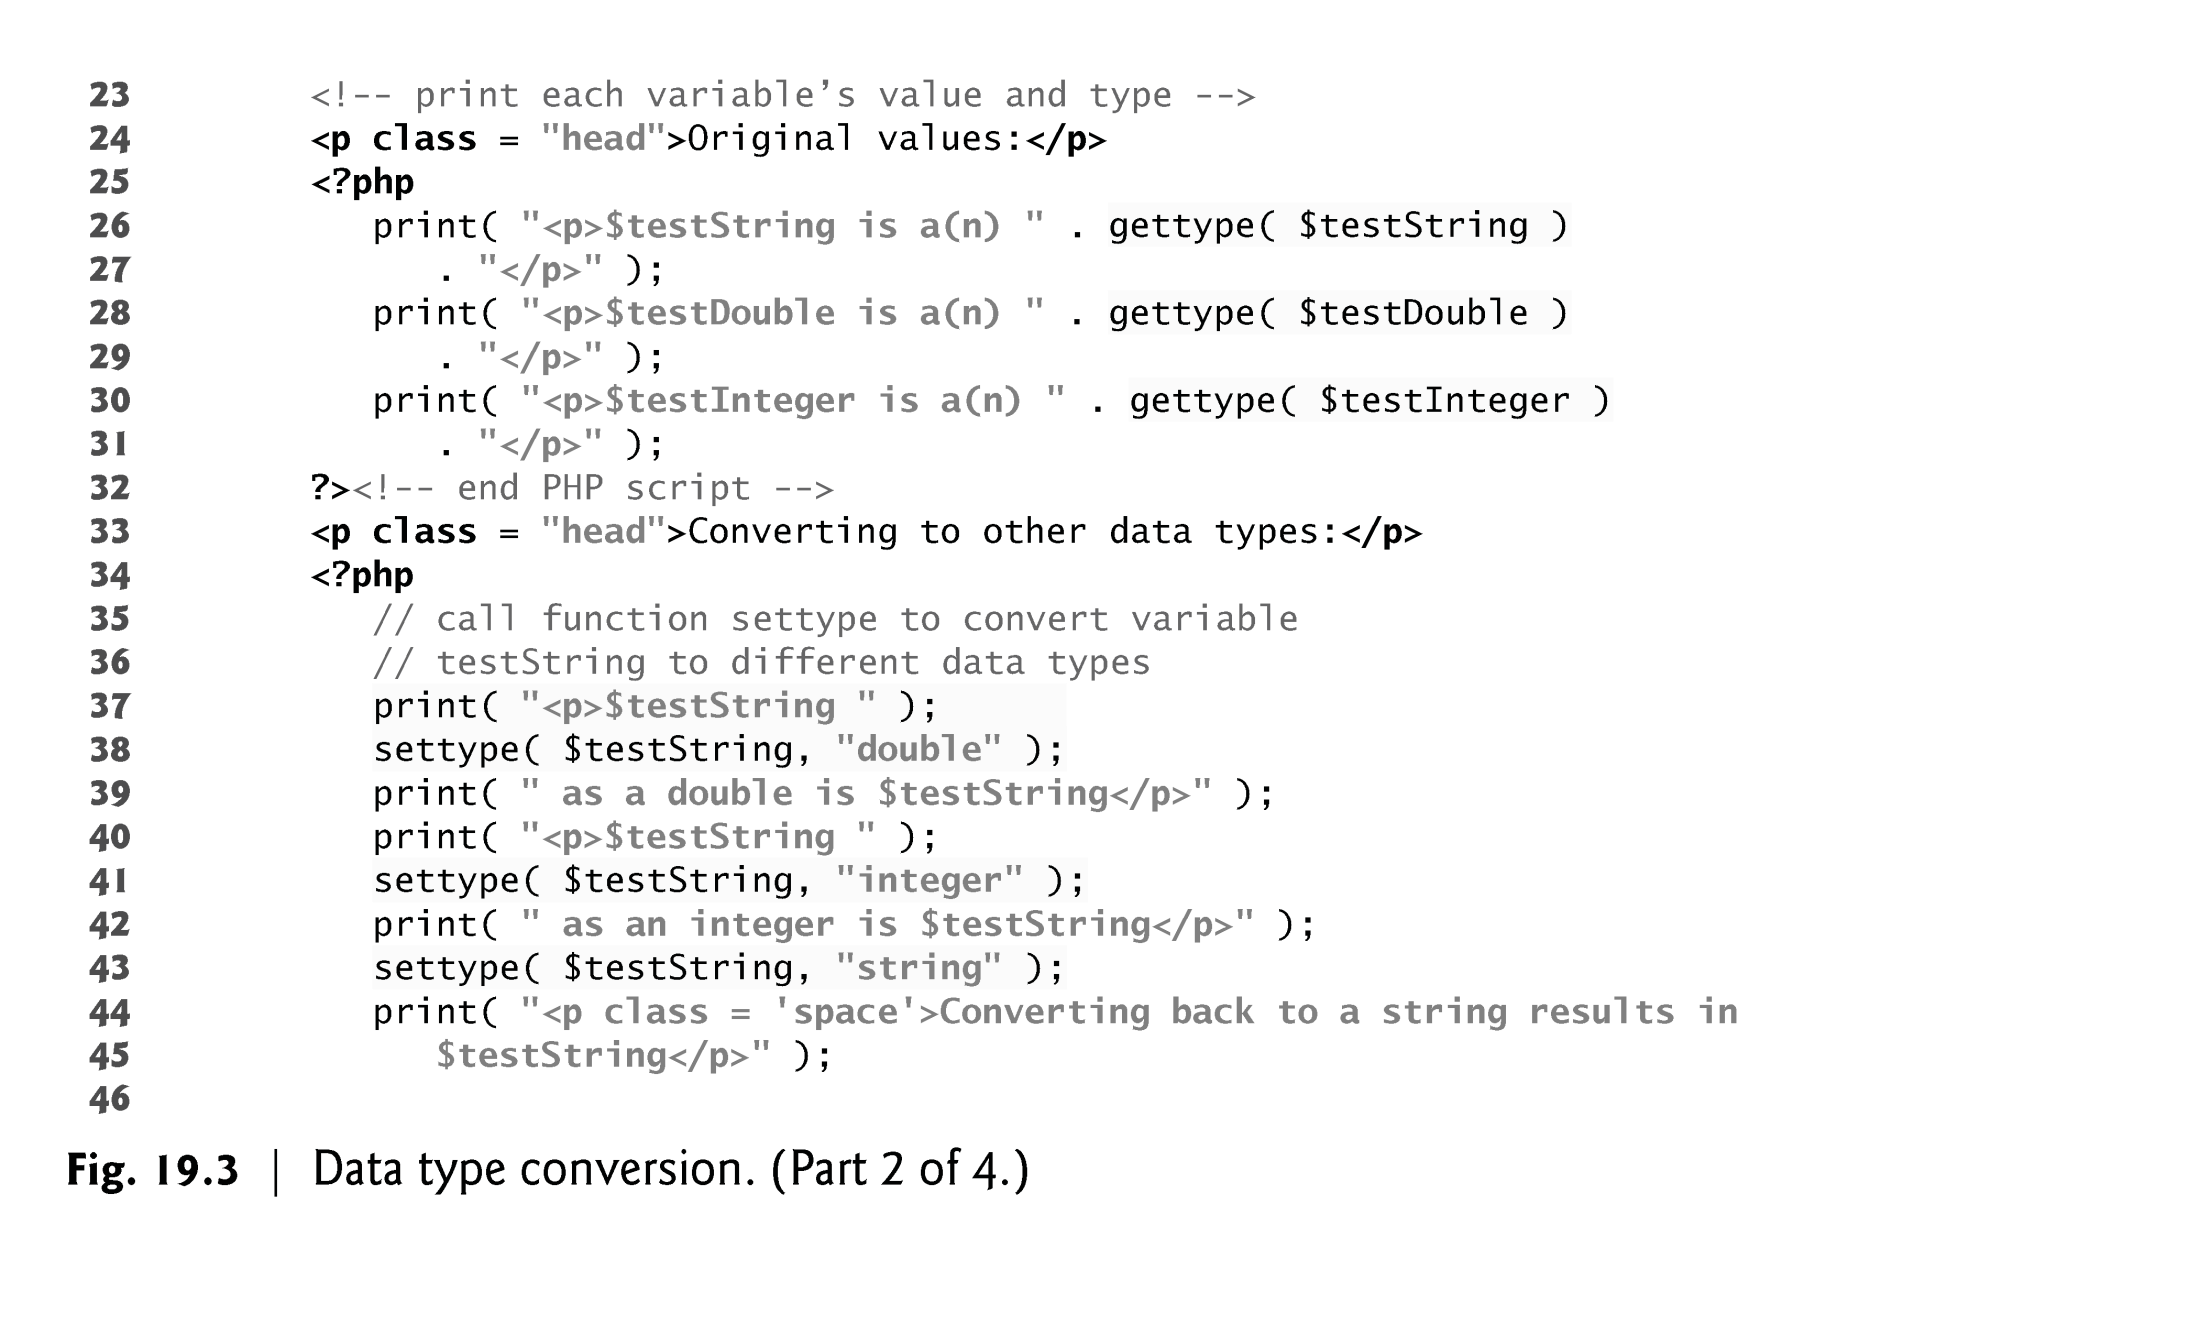 23 <!-- print each variable’s value and type -->
24 <p class = "head">Original values:</p>
25 <?php
26 print( "<p>$testString is a(n) " . gettype( $testString )
27 . "</p>" );
28 print( "<p>$testDouble is a(n) " . gettype( $testDouble )
29 . "</p>" );
30 print( "<p>$testInteger is a(n) " . gettype( $testInteger )
31 . "</p>" );
32 ?><!-- end PHP script -->
33 <p class = "head">Converting to other data types:</p>
34 <?php
35 // call function settype to convert variable
36 // testString to different data types
37 print( "<p>$testString " );
38 settype( $testString, "double" );
39 print( " as a double is $testString</p>" );
40 print( "<p>$testString " );
41 settype( $testString, "integer" );
42 print( " as an integer is $testString</p>" );
43 settype( $testString, "string" );
44 print( "<p class = 'space'>Converting back to a string results in
45 $testString</p>" );
46
Fig. 19.3 | Data type conversion. (Part 2 of 4.)